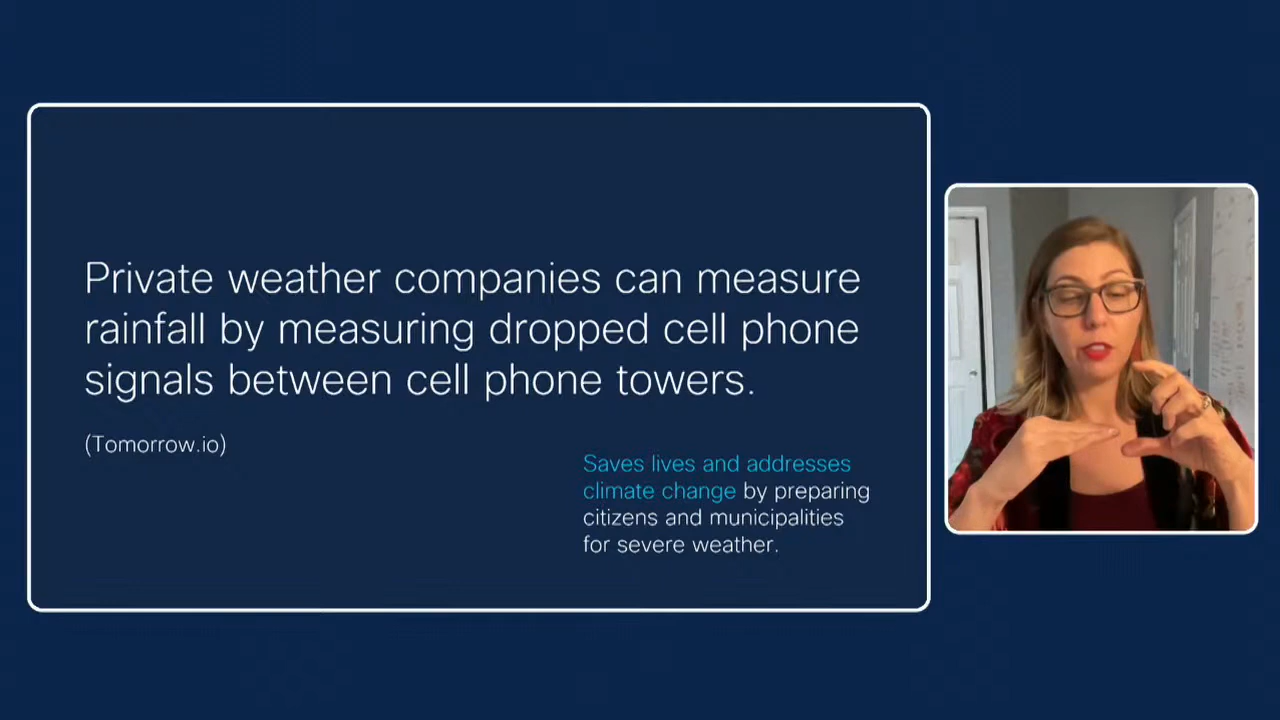 Private weather companies can measure
rainfall by measuring dropped cell phone
signals between cell phone towers.
(Tomorrow.io)
Saves lives and addresses
climate change by preparing
citizens and municipalities
for severe weather.